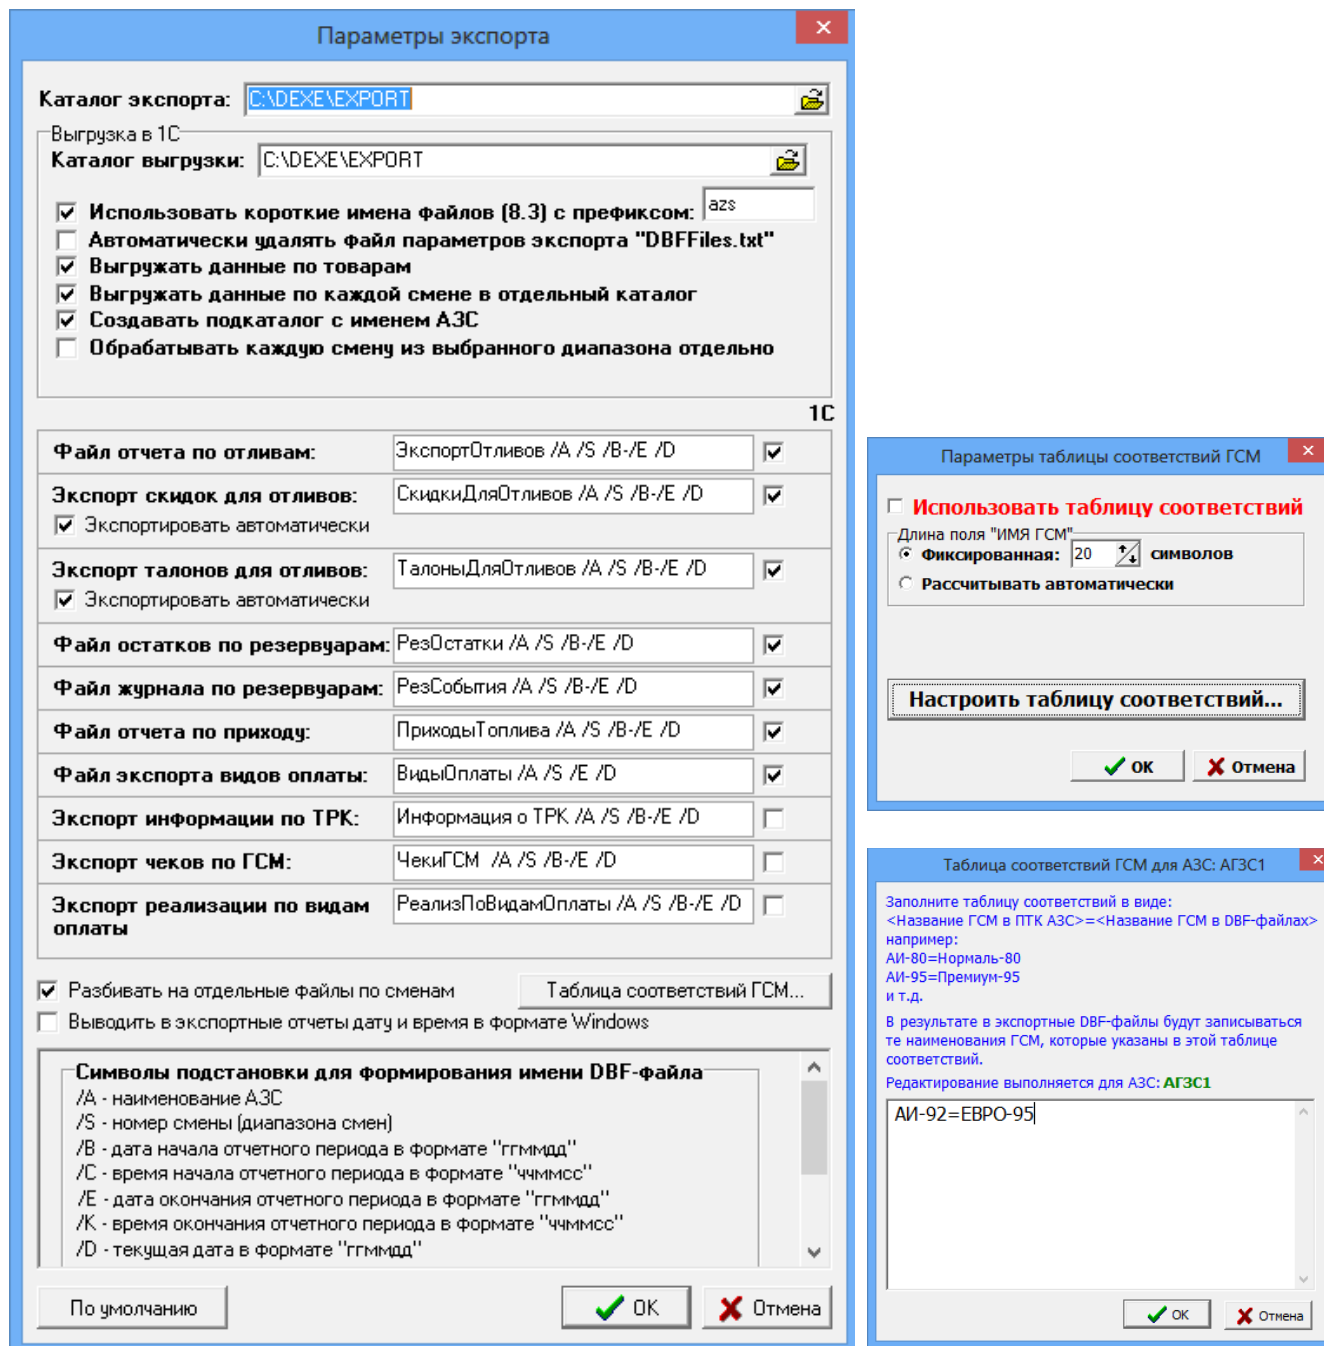 Параметры экспорта
Каталог экспорта: C:\DEXE\EXPORT
Выгрузка в 1С
Каталог выгрузки: C:\DEXE\EXPORT
Использовать короткие имена файлов (8.3) с префиксом: azs
Автоматически удалять файл параметров экспорта "DBFFiles.txt"
Выгружать данные по товарам
Выгружать данные по каждой смене в отдельный каталог
Создавать подкаталог с именем АЗС
Обрабатывать каждую смену из выбранного диапазона отдельно
1С
Файл отчета по отливам: ЭкспортОтливов /A /S /B-/E /D
Экспорт скидок для отливов: СкидкиДляОтливов /A /S /B-/E /D
Экспортировать автоматически
Экспорт талонов для отливов: ТалоныДляОтливов /A /S /B-/E /D
Экспортировать автоматически
Файл остатков по резервуарам: РезОстатки /A /S /B-/E /D
Файл журнала по резервуарам: РезСобытия /A /S /B-/E /D
Файл отчета по приходу: ПриходыТоплива /A /S /B-/E /D
Файл экспорта видов оплаты: ВидыОплаты /A /S /E /D
Экспорт информации по ТРК: Информация о ТРК /A /S /B-/E /D
Экспорт чеков по ГСМ: ЧекиГСМ /A /S /B-/E /D
Экспорт реализации по видам РеализПоВидамОплаты /A /S /B-/E /D
оплаты
Разбивать на отдельные файлы по сменам Таблица соответствий ГСМ...
Выводить в экспортные отчеты дату и время в формате Windows
Символы подстановки для формирования имени DBF-файла
/A - наименование АЗС
/S - номер смены (диапазона смен)
/B - дата начала отчетного периода в формате "ггммдд"
/C - время начала отчетного периода в формате "ччммсс"
/E - дата окончания отчетного периода в формате "ггммдд"
/K - время окончания отчетного периода в формате "ччммсс"
/D - текущая дата в формате "ггммдд"
По умолчанию OK Отмена
Параметры таблицы соответствий ГСМ
Использовать таблицу соответствий
Длина поля "ИМЯ ГСМ"
Фиксированная: 20 символов
Рассчитывать автоматически
Настроить таблицу соответствий...
ОК Отмена
Таблица соответствий ГСМ для АЗС: АГЗС1
Заполните таблицу соответствий в виде:
<Название ГСМ в ПТК АЗС>=<Название ГСМ в DBF-файлах>
например:
АИ-80=Нормаль-80
АИ-95=Премиум-95
и т.д.
В результате в экспортные DBF-файлы будут записываться
те наименования ГСМ, которые указаны в этой таблице
соответствий.
Редактирование выполняется для АЗС: АГЗС1
АИ-92=ЕВРО-95
ОК Отмена